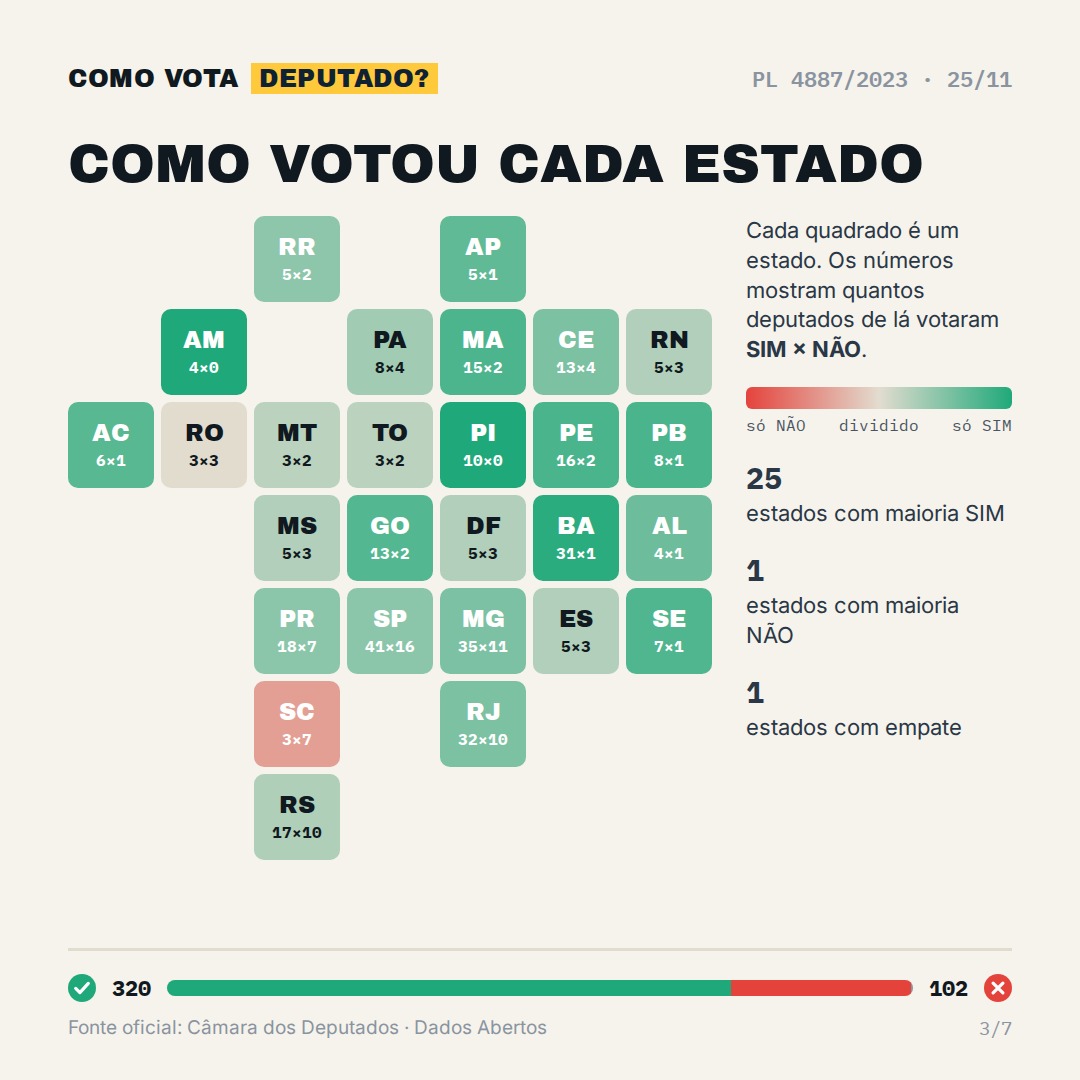 COMO VOTA DEPUTADO?
PL 4887/2023 · 25/11
COMO VOTOU CADA ESTADO
RR
5×2
AP
5×1
AM
4×0
PA
8×4
MA
15×2
CE
13×4
RN
5×3
AC
6×1
RO
3×3
MT
3×2
TO
3×2
PI
10×0
PE
16×2
PB
8×1
MS
5×3
GO
13×2
DF
5×3
BA
31×1
AL
4×1
PR
18×7
SP
41×16
MG
35×11
ES
5×3
SE
7×1
SC
3×7
RJ
32×10
RS
17×10
Cada quadrado é um
estado. Os números
mostram quantos
deputados de lá votaram
SIM × NÃO.
só NÃO dividido só SIM
25
estados com maioria SIM
1
estados com maioria
NÃO
1
estados com empate
320
102
Fonte oficial: Câmara dos Deputados · Dados Abertos
3/7